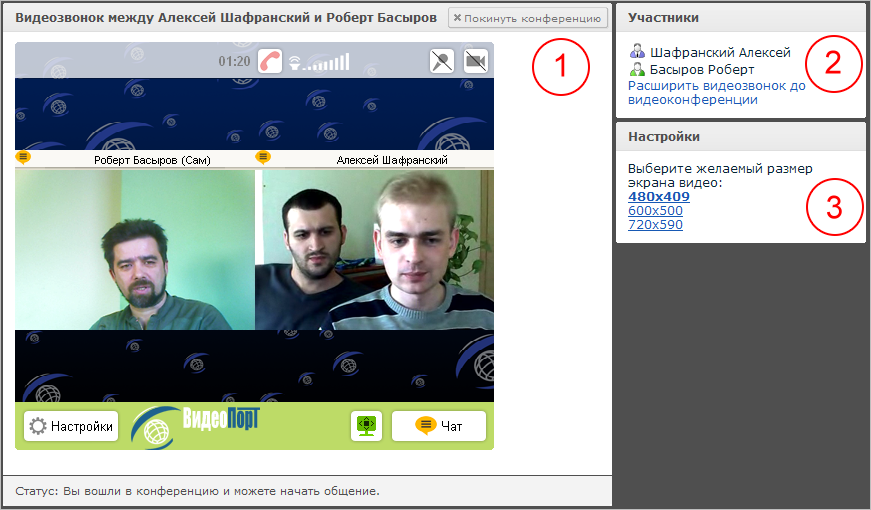 Видеозвонок между Алексей Шафранский и Роберт Басыров
Покинуть конференцию
01:20
1
Роберт Басыров (Сам)
Алексей Шафранский
Настройки
ВидеоПорт
Чат
Статус: Вы вошли в конференцию и можете начать общение.
Участники
Шафранский Алексей
Басыров Роберт
Расширить видеозвонок до
видеоконференции
2
Настройки
Выберите желаемый размер
экрана видео:
480x409
600x500
720x590
3